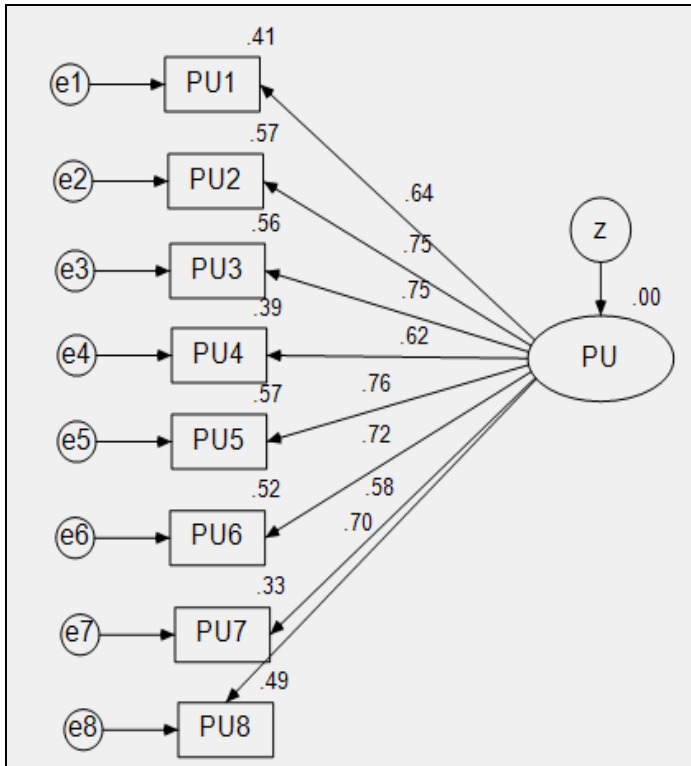 .41
e1 PU1
.57
e2 PU2 .64
.56 .75 z
e3 PU3 .75 .00
.39
e4 PU4 .62 PU
.57 .76
e5 PU5 .72
.52 .58
e6 PU6 .70
.33
e7 PU7
.49
e8 PU8